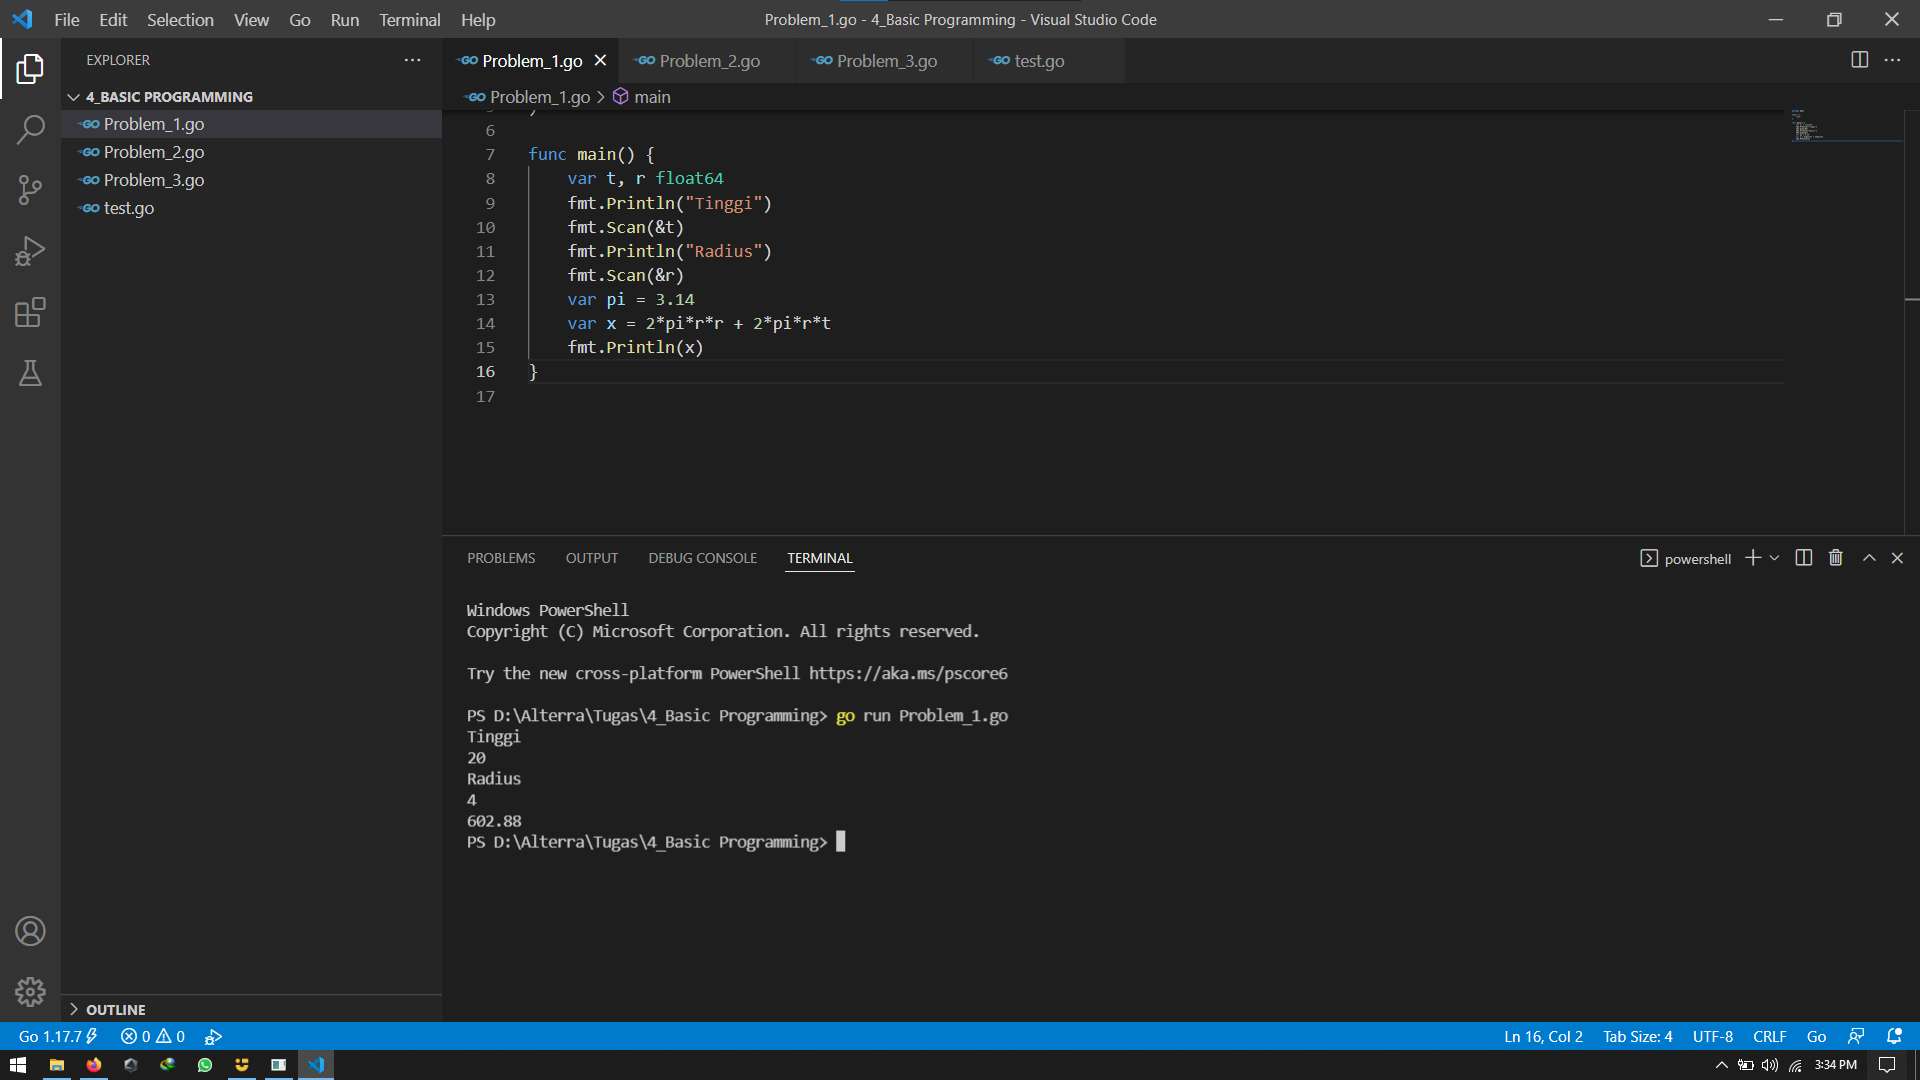 File Edit Selection View Go Run Terminal Help
Problem_1.go - 4_Basic Programming - Visual Studio Code
EXPLORER
4_BASIC PROGRAMMING
Problem_1.go
Problem_2.go
Problem_3.go
test.go
OUTLINE
Problem_1.go Problem_2.go Problem_3.go test.go
Problem_1.go > main
6
7 func main() {
8 var t, r float64
9 fmt.Println("Tinggi")
10 fmt.Scan(&t)
11 fmt.Println("Radius")
12 fmt.Scan(&r)
13 var pi = 3.14
14 var x = 2*pi*r*r + 2*pi*r*t
15 fmt.Println(x)
16 }
17
PROBLEMS OUTPUT DEBUG CONSOLE TERMINAL
powershell
Windows PowerShell
Copyright (C) Microsoft Corporation. All rights reserved.
Try the new cross-platform PowerShell https://aka.ms/pscore6
PS D:\Alterra\Tugas\4_Basic Programming> go run Problem_1.go
Tinggi
20
Radius
4
602.88
PS D:\Alterra\Tugas\4_Basic Programming>
Go 1.17.7 0 0
Ln 16, Col 2 Tab Size: 4 UTF-8 CRLF Go
3:34 PM